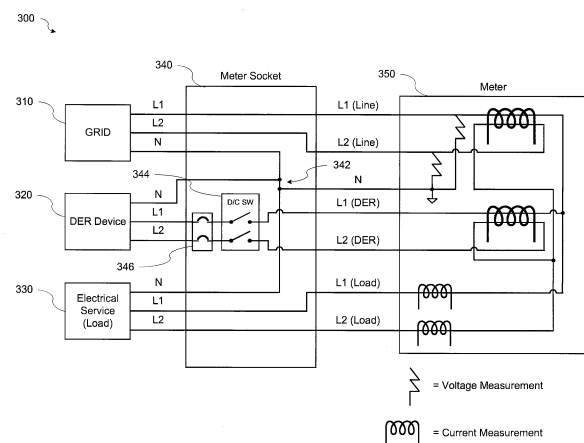 300
340
Meter Socket
350
Meter
310
GRID
L1
L2
N
L1 (Line)
L2 (Line)
342
344
N
320
DER Device
N
L1
L2
D/C SW
L1 (DER)
L2 (DER)
346
330
Electrical
Service
(Load)
N
L1
L2
L1 (Load)
L2 (Load)
= Voltage Measurement
= Current Measurement